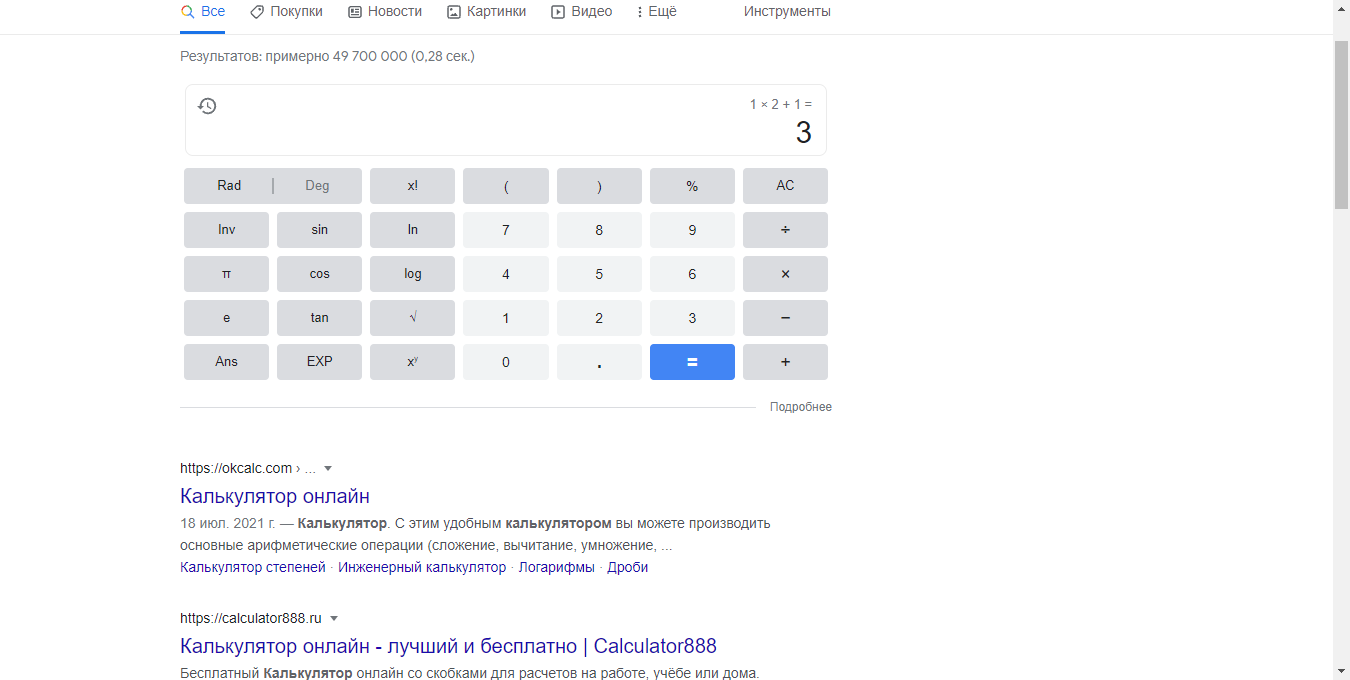 Все Покупки Новости Картинки Видео Ещё Инструменты
Результатов: примерно 49 700 000 (0,28 сек.)
1 × 2 + 1 =
3
Rad | Deg x! ( ) % AC
Inv sin ln 7 8 9 ÷
π cos log 4 5 6 ×
e tan √ 1 2 3 −
Ans EXP xʸ 0 . = +
Подробнее
https://okcalc.com › ...
Калькулятор онлайн
18 июл. 2021 г. — Калькулятор. С этим удобным калькулятором вы можете производить
основные арифметические операции (сложение, вычитание, умножение, ...
Калькулятор степеней · Инженерный калькулятор · Логарифмы · Дроби
https://calculator888.ru
Калькулятор онлайн - лучший и бесплатно | Calculator888
Бесплатный Калькулятор онлайн со скобками для расчетов на работе, учёбе или дома.